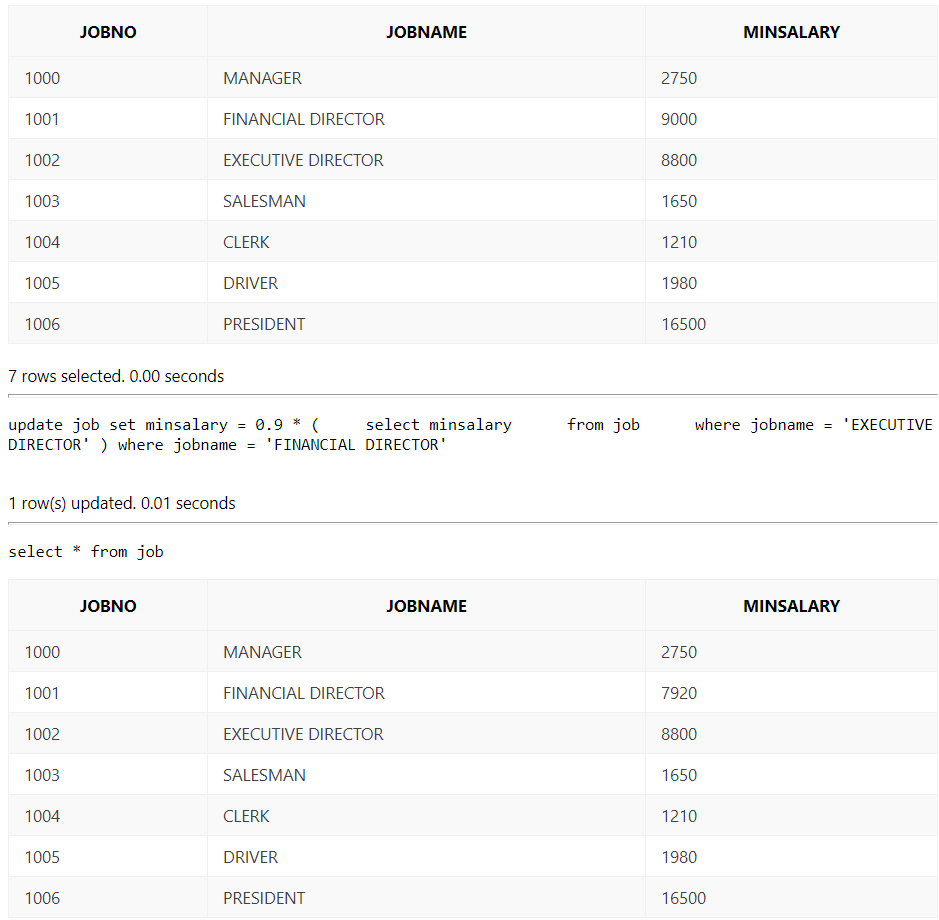 JOBNO JOBNAME MINSALARY
1000 MANAGER 2750
1001 FINANCIAL DIRECTOR 9000
1002 EXECUTIVE DIRECTOR 8800
1003 SALESMAN 1650
1004 CLERK 1210
1005 DRIVER 1980
1006 PRESIDENT 16500
7 rows selected. 0.00 seconds
update job set minsalary = 0.9 * (     select minsalary      from job      where jobname = 'EXECUTIVE
DIRECTOR' ) where jobname = 'FINANCIAL DIRECTOR'
1 row(s) updated. 0.01 seconds
select * from job
JOBNO JOBNAME MINSALARY
1000 MANAGER 2750
1001 FINANCIAL DIRECTOR 7920
1002 EXECUTIVE DIRECTOR 8800
1003 SALESMAN 1650
1004 CLERK 1210
1005 DRIVER 1980
1006 PRESIDENT 16500